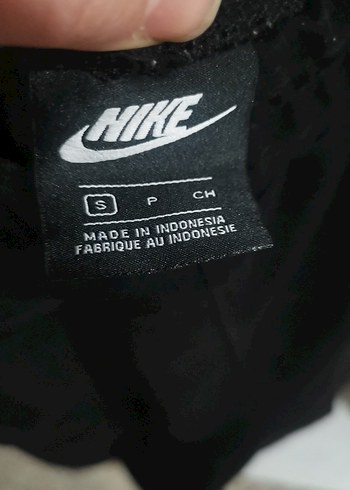 NIKE
S P CH
MADE IN INDONESIA
FABRIQUE AU INDONESIE